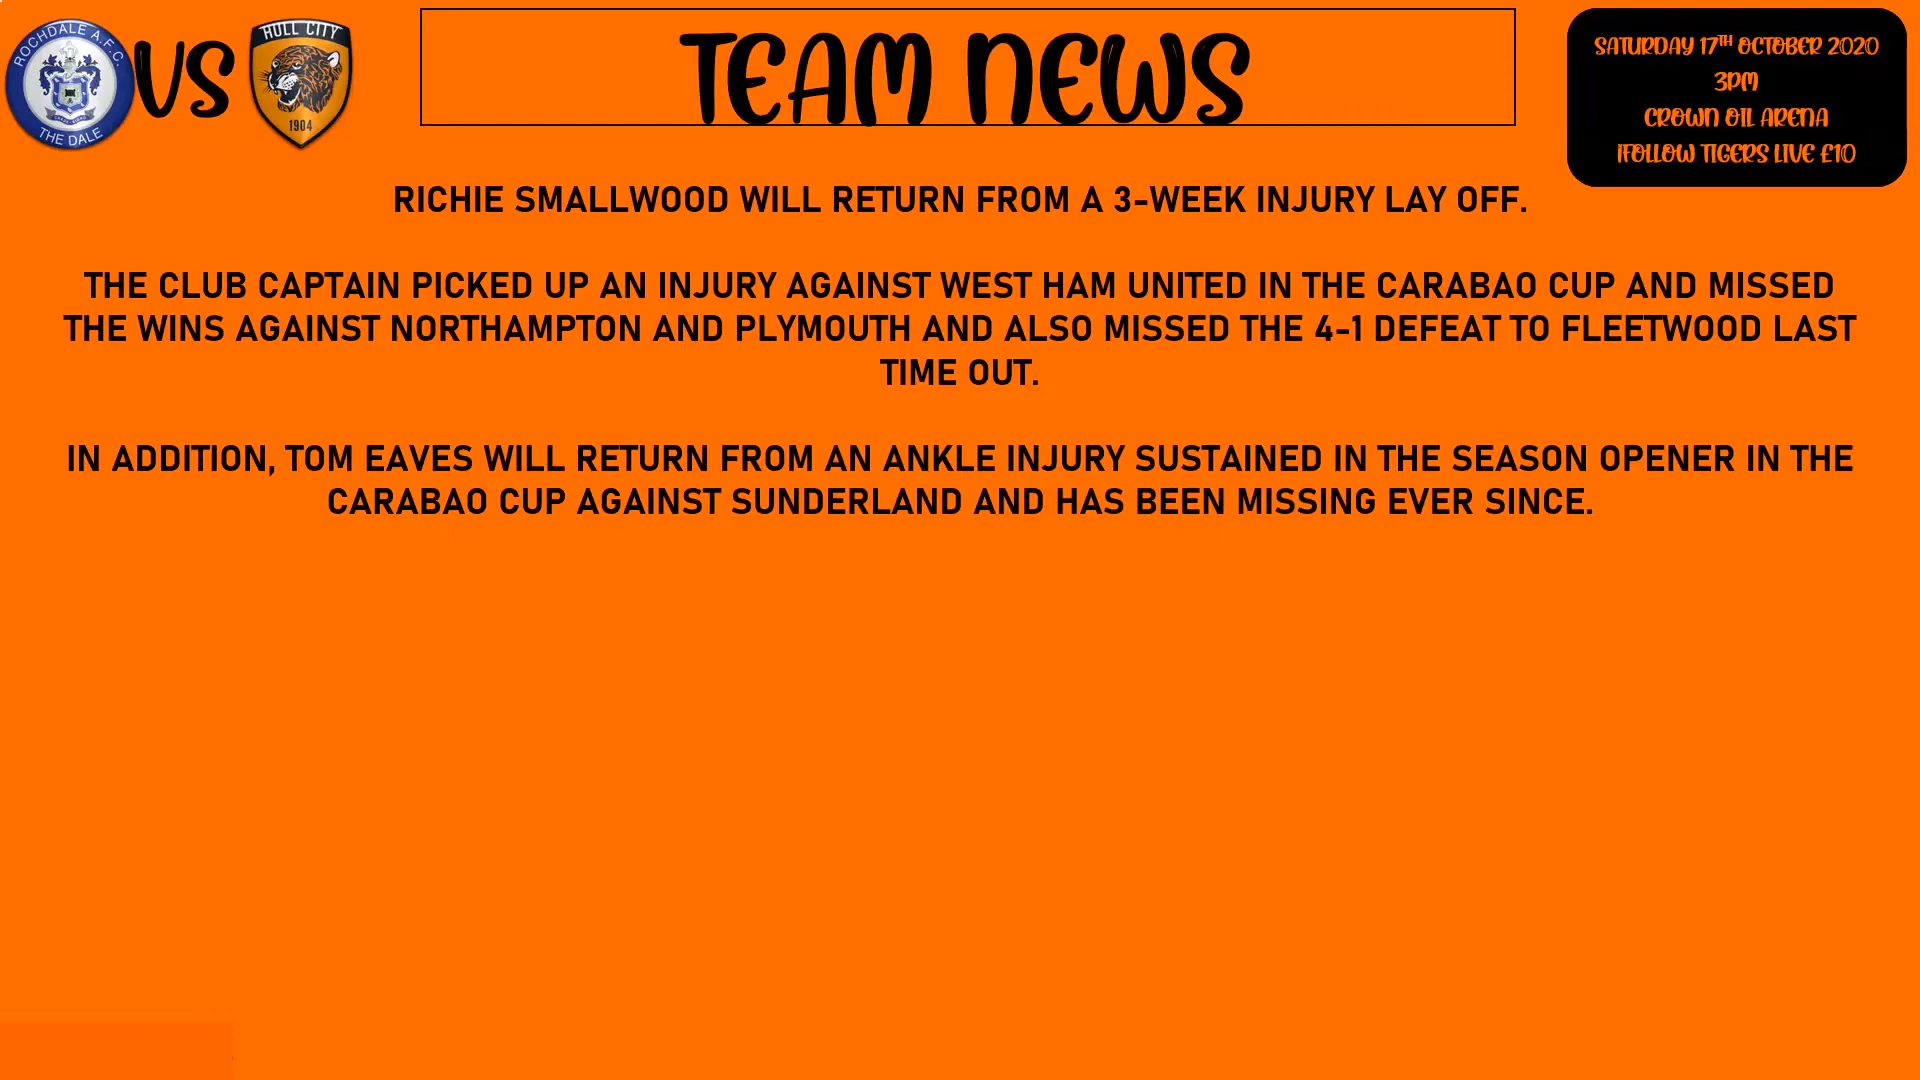 ROCHDALE A.F.C.
THE DALE
VS
HULL CITY
1904
TEAM NEWS
SATURDAY 17TH OCTOBER 2020
3PM
CROWN OIL ARENA
IFOLLOW TIGERS LIVE £10
RICHIE SMALLWOOD WILL RETURN FROM A 3-WEEK INJURY LAY OFF.
THE CLUB CAPTAIN PICKED UP AN INJURY AGAINST WEST HAM UNITED IN THE CARABAO CUP AND MISSED
THE WINS AGAINST NORTHAMPTON AND PLYMOUTH AND ALSO MISSED THE 4-1 DEFEAT TO FLEETWOOD LAST
TIME OUT.
IN ADDITION, TOM EAVES WILL RETURN FROM AN ANKLE INJURY SUSTAINED IN THE SEASON OPENER IN THE
CARABAO CUP AGAINST SUNDERLAND AND HAS BEEN MISSING EVER SINCE.